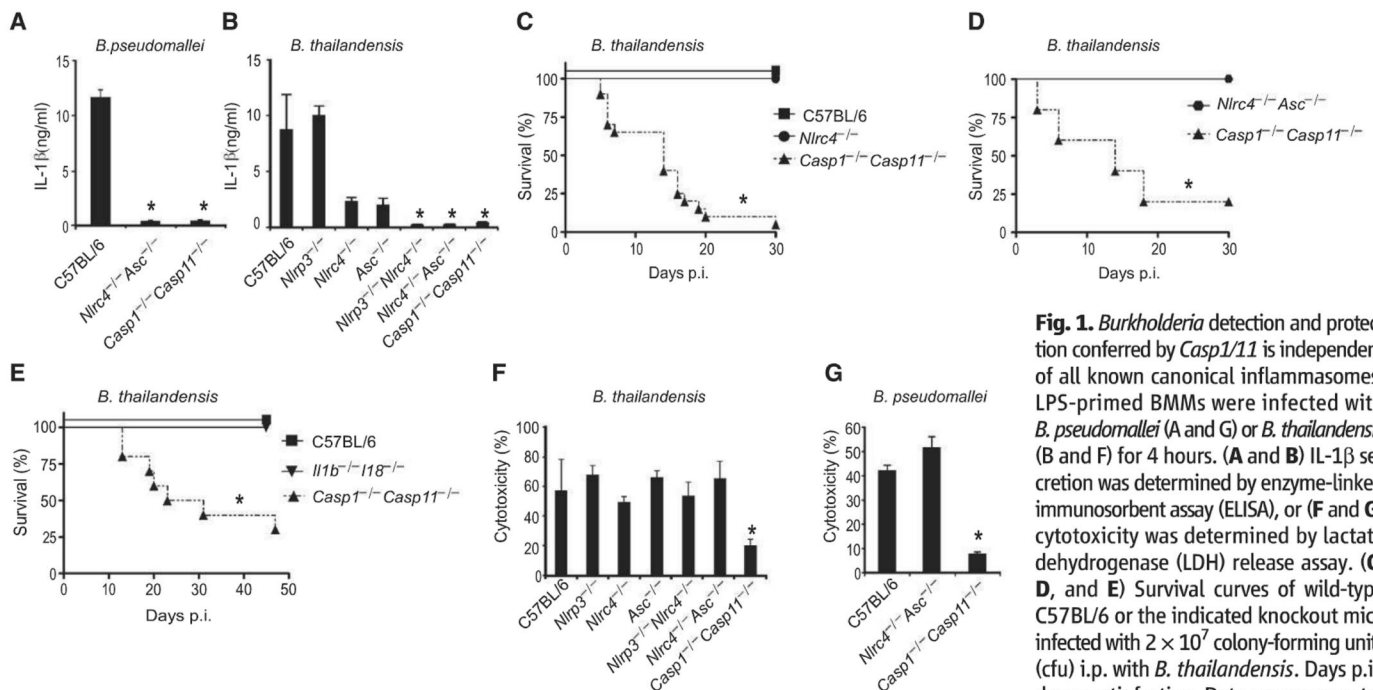 A
B.pseudomallei
IL-1β(ng/ml)
15
10
5
0
*
*
C57BL/6
Nlrc4⁻/⁻Asc⁻/⁻
Casp1⁻/⁻Casp11⁻/⁻
B
B. thailandensis
IL-1β(ng/ml)
15
10
5
0
*
*
*
C57BL/6
Nlrp3⁻/⁻
Nlrc4⁻/⁻
Asc⁻/⁻
Nlrp3⁻/⁻Nlrc4⁻/⁻
Nlrc4⁻/⁻Asc⁻/⁻
Casp1⁻/⁻Casp11⁻/⁻
C
B. thailandensis
Survival (%)
100
75
50
25
0
0 10 20 30
Days p.i.
*
C57BL/6
Nlrc4⁻/⁻
Casp1⁻/⁻Casp11⁻/⁻
D
B. thailandensis
Survival (%)
100
75
50
25
0
0 10 20 30
Days p.i.
*
Nlrc4⁻/⁻Asc⁻/⁻
Casp1⁻/⁻Casp11⁻/⁻
E
B. thailandensis
Survival (%)
100
75
50
25
0
0 10 20 30 40 50
Days p.i.
*
C57BL/6
Il1b⁻/⁻Il8⁻/⁻
Casp1⁻/⁻Casp11⁻/⁻
F
B. thailandensis
Cytotoxicity (%)
100
80
60
40
20
0
*
C57BL/6
Nlrp3⁻/⁻
Nlrc4⁻/⁻
Asc⁻/⁻
Nlrp3⁻/⁻Nlrc4⁻/⁻
Nlrc4⁻/⁻Asc⁻/⁻
Casp1⁻/⁻Casp11⁻/⁻
G
B. pseudomallei
Cytotoxicity (%)
60
50
40
30
20
10
0
*
C57BL/6
Nlrc4⁻/⁻Asc⁻/⁻
Casp1⁻/⁻Casp11⁻/⁻
Fig. 1. Burkholderia detection and protec
tion conferred by Casp1/11 is independen
of all known canonical inflammasomes
LPS-primed BMMs were infected wit
B. pseudomallei (A and G) or B. thailandensi
(B and F) for 4 hours. (A and B) IL-1β se
cretion was determined by enzyme-linke
immunosorbent assay (ELISA), or (F and G
cytotoxicity was determined by lactat
dehydrogenase (LDH) release assay. (C
D, and E) Survival curves of wild-typ
C57BL/6 or the indicated knockout mic
infected with 2 × 10⁷ colony-forming unit
(cfu) i.p. with B. thailandensis. Days p.i.